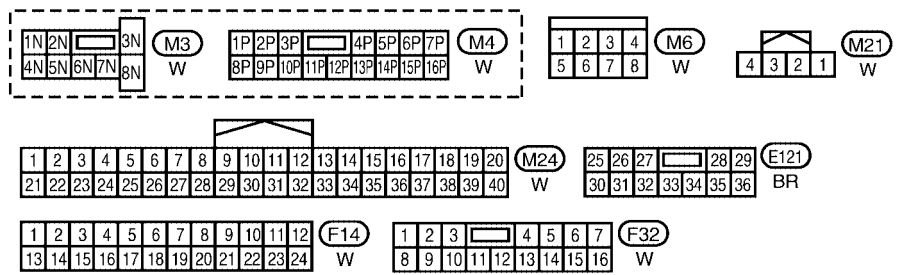 1N 2N 3N M3
4N 5N 6N 7N 8N W
1P 2P 3P 4P 5P 6P 7P M4
8P 9P 10P 11P 12P 13P 14P 15P 16P W
1 2 3 4 M6
5 6 7 8 W
4 3 2 1 M21
W
1 2 3 4 5 6 7 8 9 10 11 12 13 14 15 16 17 18 19 20 M24
21 22 23 24 25 26 27 28 29 30 31 32 33 34 35 36 37 38 39 40 W
25 26 27 28 29 E121
30 31 32 33 34 35 36 BR
1 2 3 4 5 6 7 8 9 10 11 12 F14
13 14 15 16 17 18 19 20 21 22 23 24 W
1 2 3 4 5 6 7 F32
8 9 10 11 12 13 14 15 16 W